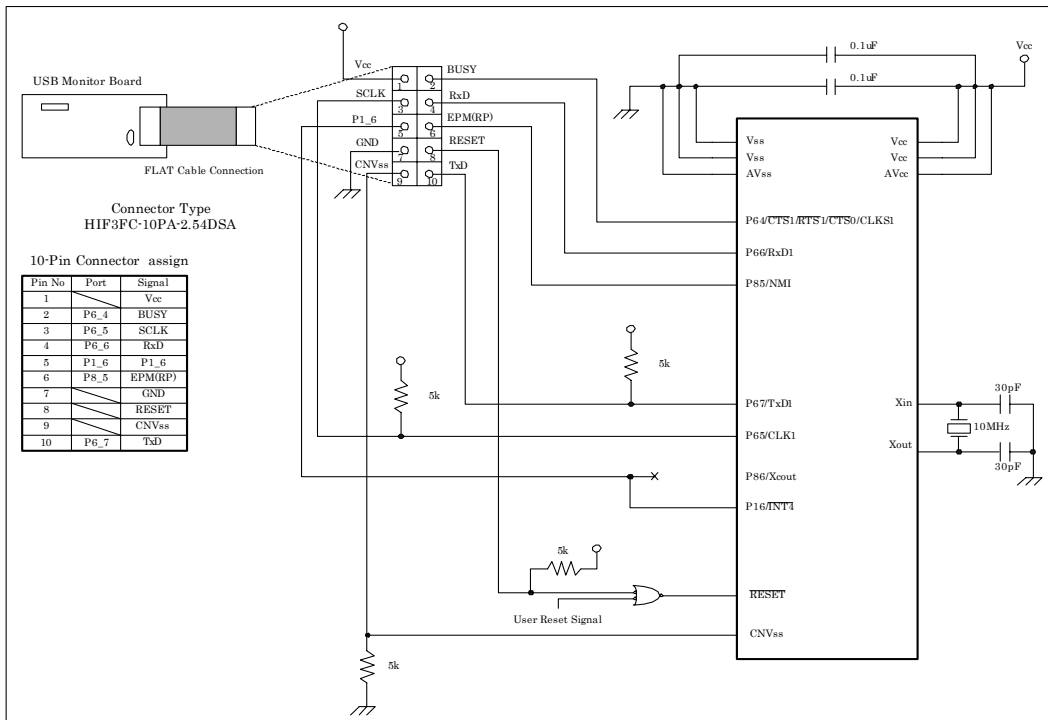 Vcc
0.1uF
Vcc
USB Monitor Board
BUSY
0.1uF
1
2
SCLK
RxD
3
4
P1_6
EPM(RP)
5
6
GND
RESET
7
8
CNVss
TxD
9
10
FLAT Cable Connection
Vss
Vcc
Vss
Vcc
AVss
AVcc
Connector Type
HIF3FC-10PA-2.54DSA
P64/CTS1/RTS1/CTS0/CLKS1
P66/RxD1
P85/NMI
10-Pin Connector assign
Pin No Port Signal
1 Vcc
2 P6_4 BUSY
3 P6_5 SCLK
4 P6_6 RxD
5 P1_6 P1_6
6 P8_5 EPM(RP)
7 GND
8 RESET
9 CNVss
10 P6_7 TxD
5k
5k
P67/TxD1
Xin
30pF
P65/CLK1
10MHz
Xout
30pF
P86/Xcout
P16/INT4
5k
User Reset Signal
RESET
CNVss
5k